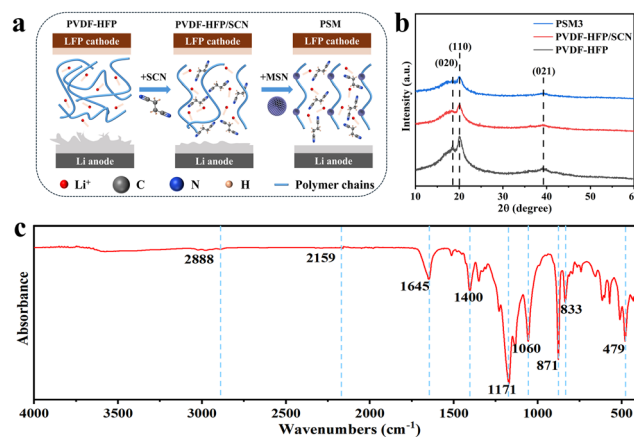 a
PVDF-HFP
PVDF-HFP/SCN
PSM
LFP cathode
LFP cathode
LFP cathode
+SCN
+MSN
Li anode
Li anode
Li anode
Li⁺
C
N
H
Polymer chains
b
PSM3
PVDF-HFP/SCN
PVDF-HFP
(110)
(020)
(021)
Intensity (a.u.)
10 20 30 40 50 60
2θ (degree)
c
2888
2159
1645
1400
1171
1060
871
833
479
Absorbance
4000 3500 3000 2500 2000 1500 1000 500
Wavenumbers (cm⁻¹)